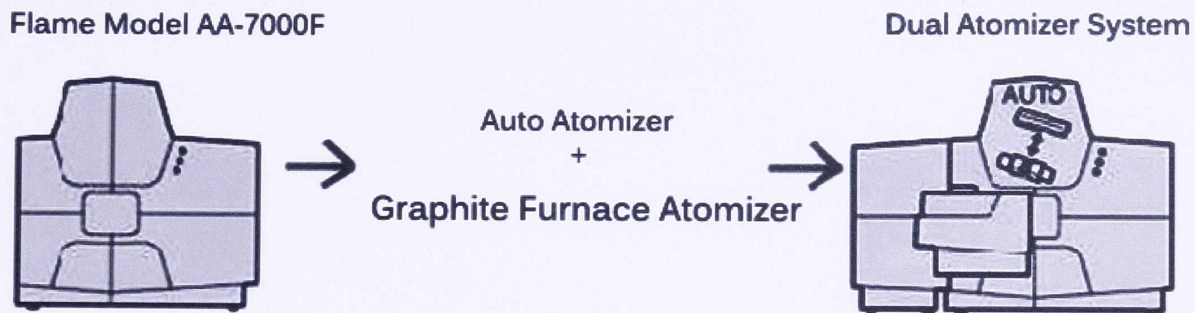 Flame Model AA-7000F
Dual Atomizer System
AUTO
Auto Atomizer
+
Graphite Furnace Atomizer